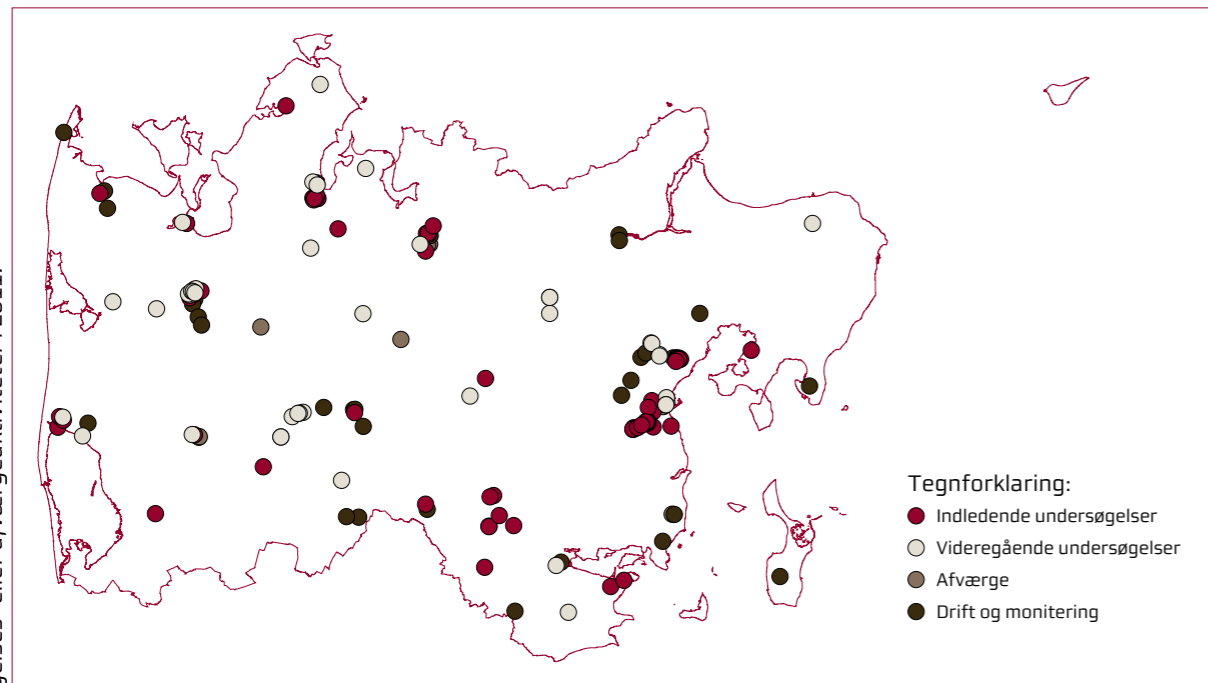 Tegnforklaring:
Indledende undersøgelser
Videregående undersøgelser
Afværge
Drift og monitering